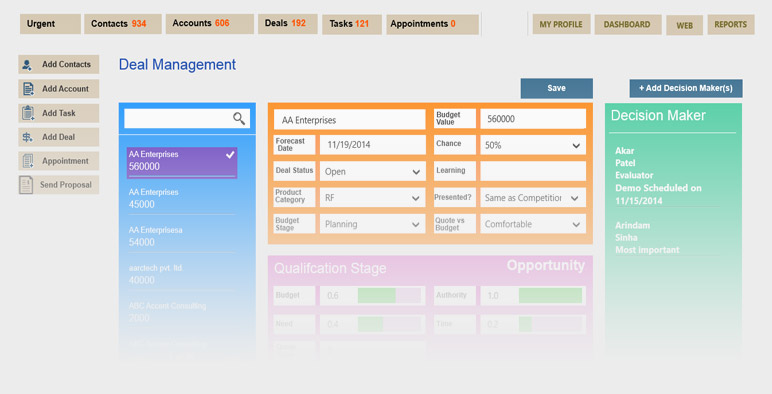 Urgent
Contacts 934
Accounts 606
Deals 192
Tasks 121
Appointments 0
MY PROFILE
DASHBOARD
WEB
REPORTS
Add Contacts
Add Account
Add Task
Add Deal
Appointment
Send Proposal
Deal Management
Save
+ Add Decision Maker(s)
AA Enterprises
560000
AA Enterprises
45000
AA Enterprisesa
54000
aarctech pvt. ltd.
40000
ABC Accant Consulting
2000
AA Enterprises
Budget
Value
560000
Forecast
Date
11/19/2014
Chance
50%
Deal Status
Open
Learning
Product
Category
RF
Presented?
Same as Competition
Budget
Stage
Planning
Quote vs
Budget
Comfortable
Qualifcation Stage
Opportunity
Budget
0.6
Authority
1.0
Need
0.4
Time
0.2
Decision Maker
Akar
Patel
Evaluator
Demo Scheduled on
11/15/2014
Arindam
Sinha
Most important